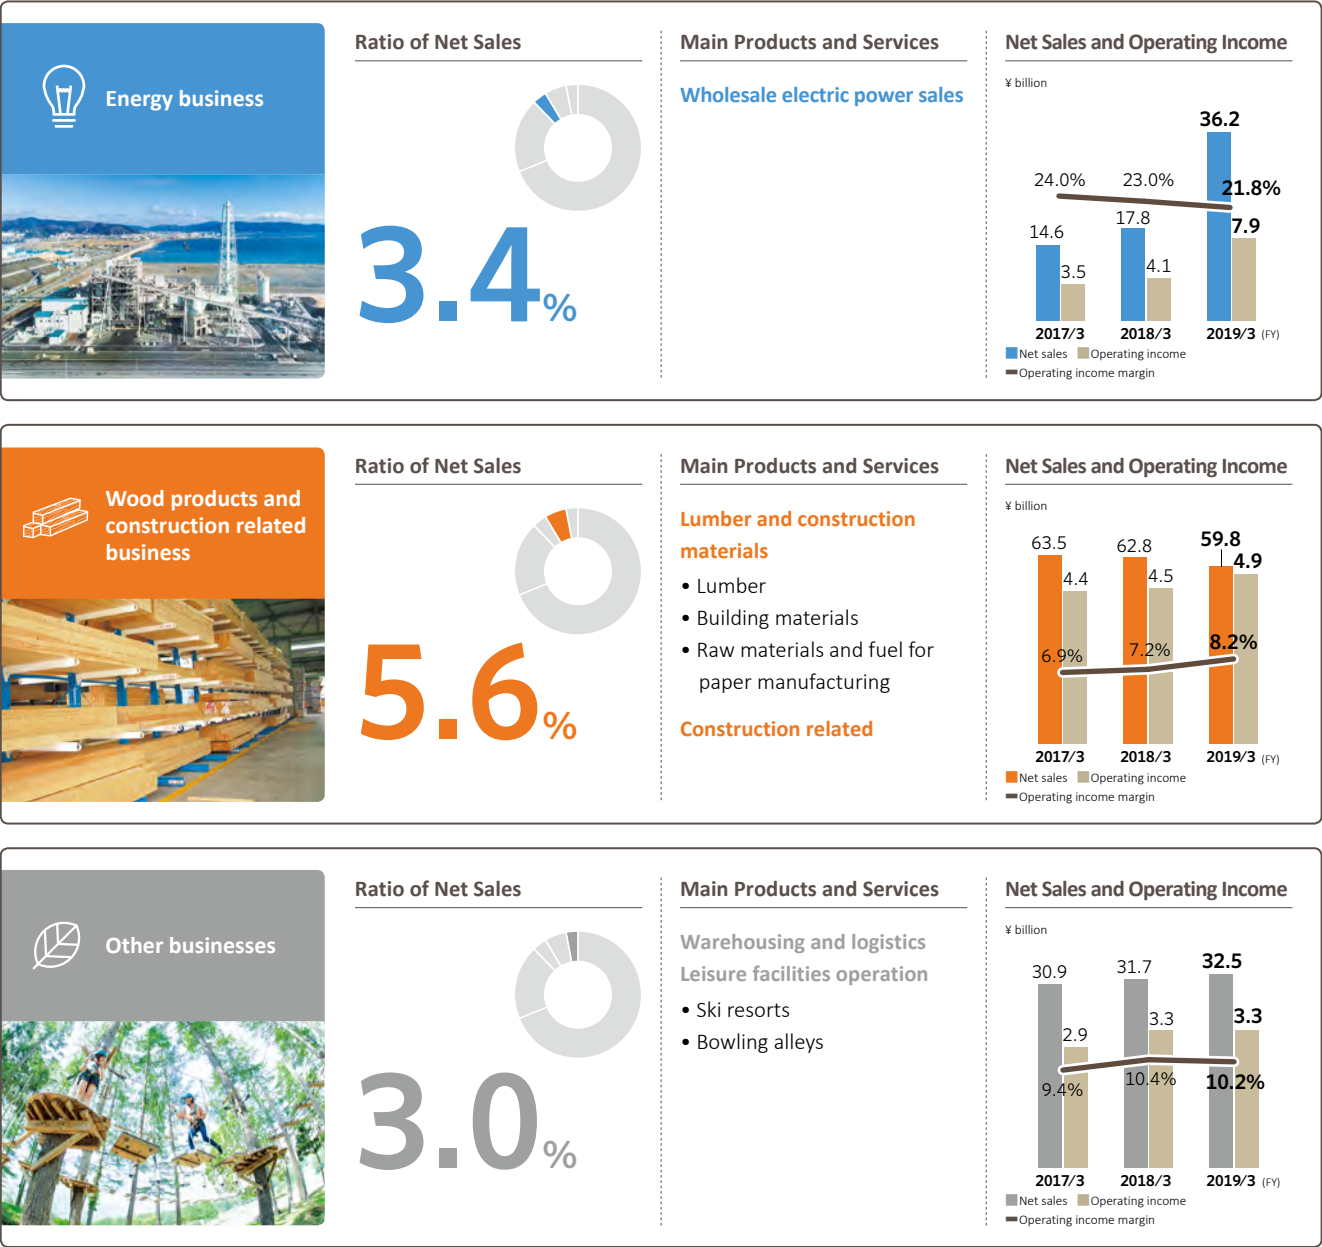 Energy business
Ratio of Net Sales
3.4%
Main Products and Services
Wholesale electric power sales
Net Sales and Operating Income
¥ billion
36.2
24.0%
23.0%
21.8%
14.6
17.8
7.9
3.5
4.1
2017/3 2018/3 2019/3 (FY)
Net sales Operating income
Operating income margin
Wood products and
construction related
business
Ratio of Net Sales
5.6%
Main Products and Services
Lumber and construction
materials
• Lumber
• Building materials
• Raw materials and fuel for
paper manufacturing
Construction related
Net Sales and Operating Income
¥ billion
63.5
62.8
59.8
4.4
4.5
4.9
6.9%
7.2%
8.2%
2017/3 2018/3 2019/3 (FY)
Net sales Operating income
Operating income margin
Other businesses
Ratio of Net Sales
3.0%
Main Products and Services
Warehousing and logistics
Leisure facilities operation
• Ski resorts
• Bowling alleys
Net Sales and Operating Income
¥ billion
30.9
31.7
32.5
2.9
3.3
3.3
9.4%
10.4%
10.2%
2017/3 2018/3 2019/3 (FY)
Net sales Operating income
Operating income margin